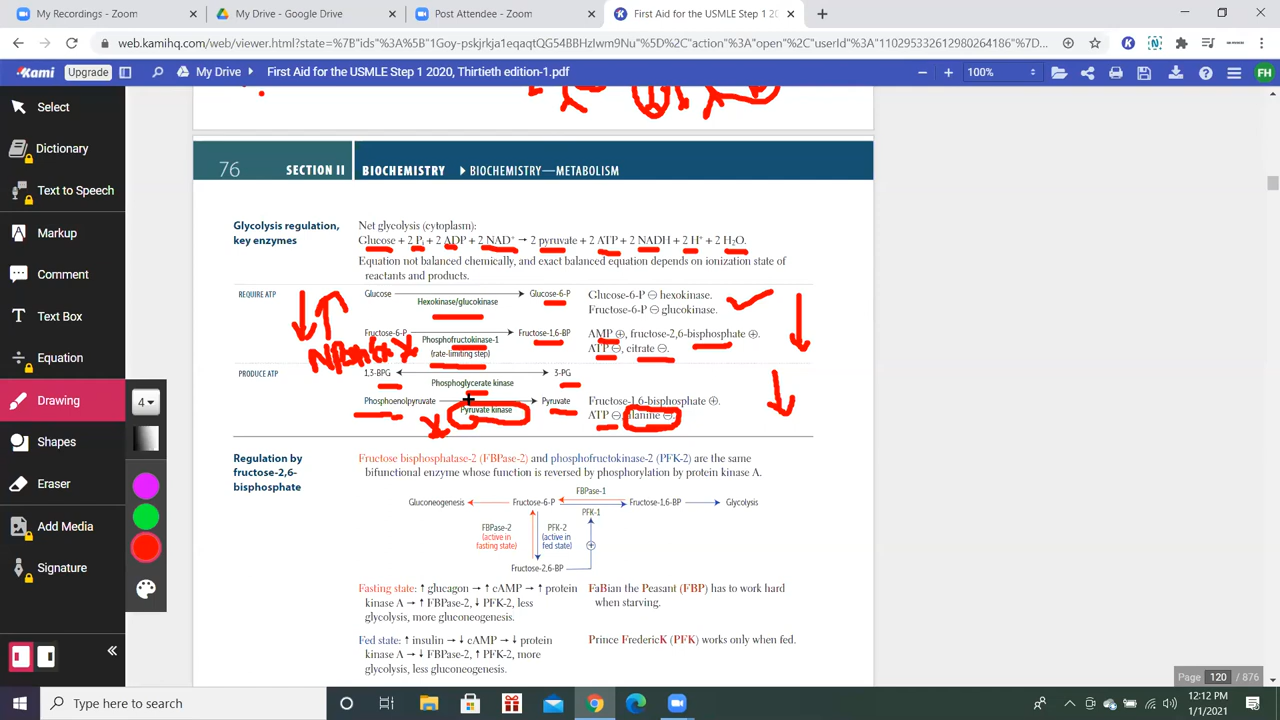 My Recordings - Zoom
My Drive - Google Drive
Post Attendee - Zoom
First Aid for the USMLE Step 1 20
web.kamihq.com/web/viewer.html?state=%7B"ids"%3A%5B"1Goy-pskjrkja1eqaqtQG54BBHzlwm9Nu"%5D%2C"action"%3A"open"%2C"userId"%3A"110295332612980264186"%7D...
Kami
Upgrade
My Drive
First Aid for the USMLE Step 1 2020, Thirtieth edition-1.pdf
100%
FH
Select
Dictionary
Text to Speech
Markup
Comment
Text Box
Equation
Drawing
4
Shapes
Eraser
Add Media
Signature
76 SECTION II BIOCHEMISTRY BIOCHEMISTRY—METABOLISM
Glycolysis regulation,
key enzymes
Net glycolysis (cytoplasm):
Glucose + 2 Pi + 2 ADP + 2 NAD+ → 2 pyruvate + 2 ATP + 2 NADH + 2 H+ + 2 H2O.
Equation not balanced chemically, and exact balanced equation depends on ionization state of
reactants and products.
REQUIRE ATP
Glucose → Glucose-6-P
Hexokinase/glucokinase
Glucose-6-P ⊖ hexokinase.
Fructose-6-P ⊖ glucokinase.
Fructose-6-P → Fructose-1,6-BP
Phosphofructokinase-1
(rate-limiting step)
AMP ⊕, fructose-2,6-bisphosphate ⊕.
ATP ⊖, citrate ⊖.
PRODUCE ATP
1,3-BPG ↔ 3-PG
Phosphoglycerate kinase
Phosphoenolpyruvate → Pyruvate
Pyruvate kinase
Fructose-1,6-bisphosphate ⊕.
ATP ⊖, alanine ⊖.
Regulation by
fructose-2,6-
bisphosphate
Fructose bisphosphatase-2 (FBPase-2) and phosphofructokinase-2 (PFK-2) are the same
bifunctional enzyme whose function is reversed by phosphorylation by protein kinase A.
FBPase-1
Gluconeogenesis ← Fructose-6-P Fructose-1,6-BP → Glycolysis
PFK-1
FBPase-2
(active in
fasting state)
PFK-2
(active in
fed state)
Fructose-2,6-BP
Fasting state: ↑ glucagon → ↑ cAMP → ↑ protein
kinase A → ↑ FBPase-2, ↓ PFK-2, less
glycolysis, more gluconeogenesis.
FaBian the Peasant (FBP) has to work hard
when starving.
Fed state: ↑ insulin → ↓ cAMP → ↓ protein
kinase A → ↓ FBPase-2, ↑ PFK-2, more
glycolysis, less gluconeogenesis.
Prince FredericK (PFK) works only when fed.
Page 120 / 876
Type here to search
12:12 PM
1/1/2021